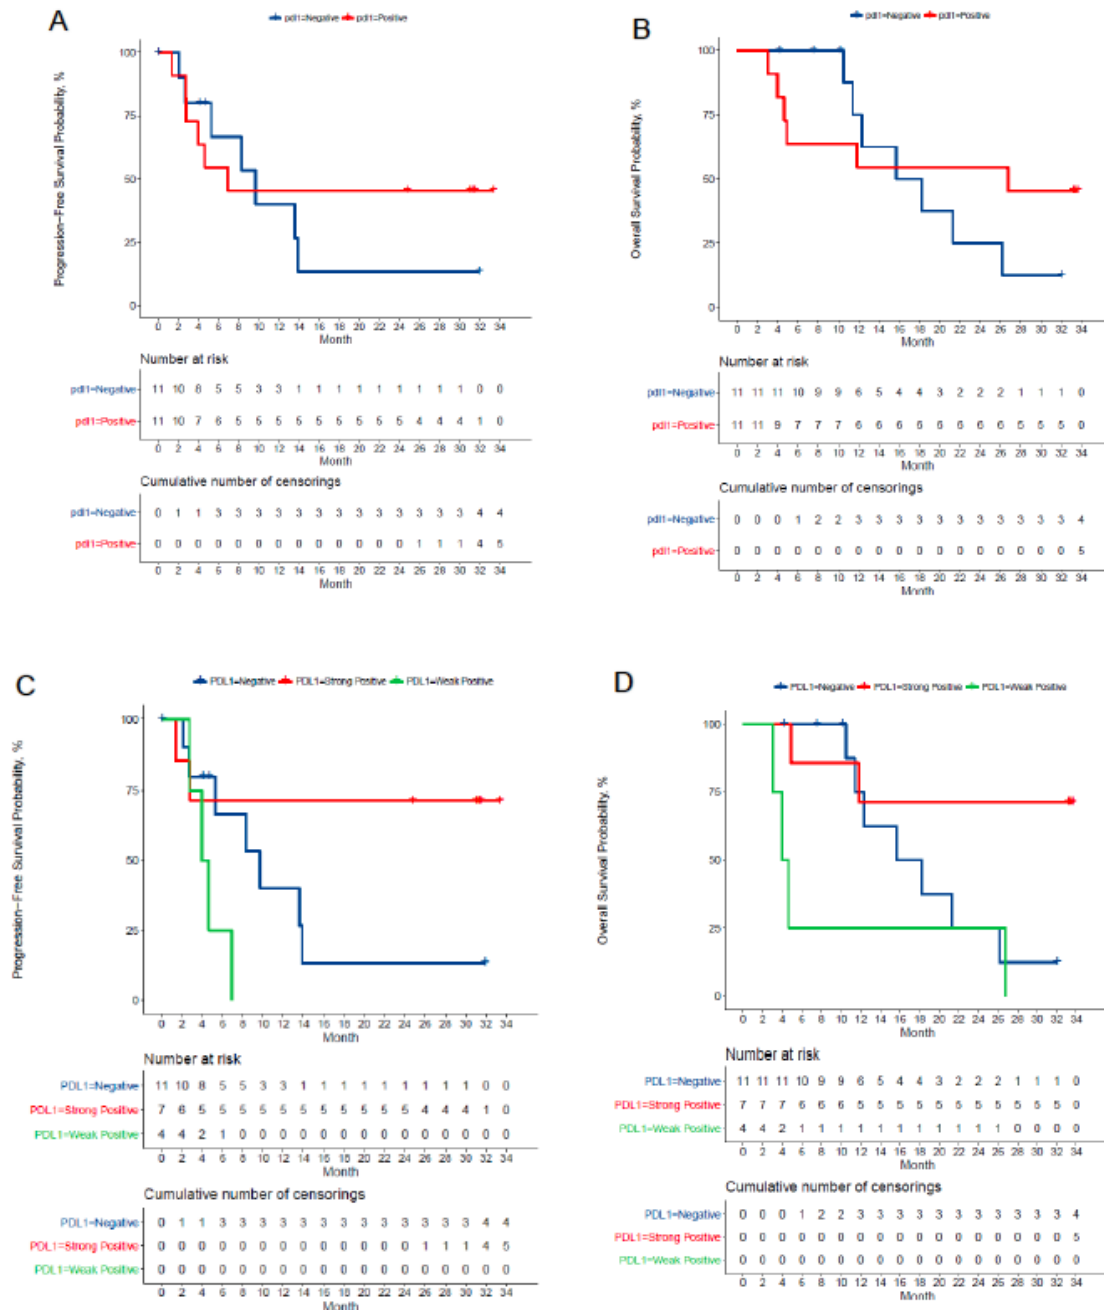 A
pdl1=Negative pdl1=Positive
Progression-Free Survival Probability, %
100
75
50
25
0
0 2 4 6 8 10 12 14 16 18 20 22 24 26 28 30 32 34
Month
Number at risk
pdl1=Negative 11 10 8 5 5 3 3 1 1 1 1 1 1 1 1 1 0 0
pdl1=Positive 11 10 7 6 5 5 5 5 5 5 5 5 5 4 4 4 1 0
0 2 4 6 8 10 12 14 16 18 20 22 24 26 28 30 32 34
Month
Cumulative number of censorings
pdl1=Negative 0 1 1 3 3 3 3 3 3 3 3 3 3 3 3 3 4 4
pdl1=Positive 0 0 0 0 0 0 0 0 0 0 0 0 0 1 1 1 4 5
0 2 4 6 8 10 12 14 16 18 20 22 24 26 28 30 32 34
Month
B
pdl1=Negative pdl1=Positive
Overall Survival Probability, %
100
75
50
25
0
0 2 4 6 8 10 12 14 16 18 20 22 24 26 28 30 32 34
Month
Number at risk
pdl1=Negative 11 11 11 10 9 9 6 5 4 4 3 2 2 2 1 1 1 0
pdl1=Positive 11 11 9 7 7 7 6 6 6 6 6 6 6 6 5 5 5 0
0 2 4 6 8 10 12 14 16 18 20 22 24 26 28 30 32 34
Month
Cumulative number of censorings
pdl1=Negative 0 0 0 1 2 2 3 3 3 3 3 3 3 3 3 3 3 4
pdl1=Positive 0 0 0 0 0 0 0 0 0 0 0 0 0 0 0 0 0 5
0 2 4 6 8 10 12 14 16 18 20 22 24 26 28 30 32 34
Month
C
PDL1=Negative PDL1=Strong Positive PDL1=Weak Positive
Progression-Free Survival Probability, %
100
75
50
25
0
0 2 4 6 8 10 12 14 16 18 20 22 24 26 28 30 32 34
Month
Number at risk
PDL1=Negative 11 10 8 5 5 3 3 1 1 1 1 1 1 1 1 1 0 0
PDL1=Strong Positive 7 6 5 5 5 5 5 5 5 5 5 5 5 4 4 4 1 0
PDL1=Weak Positive 4 4 2 1 0 0 0 0 0 0 0 0 0 0 0 0 0 0
0 2 4 6 8 10 12 14 16 18 20 22 24 26 28 30 32 34
Month
Cumulative number of censorings
PDL1=Negative 0 1 1 3 3 3 3 3 3 3 3 3 3 3 3 3 4 4
PDL1=Strong Positive 0 0 0 0 0 0 0 0 0 0 0 0 0 1 1 1 4 5
PDL1=Weak Positive 0 0 0 0 0 0 0 0 0 0 0 0 0 0 0 0 0 0
0 2 4 6 8 10 12 14 16 18 20 22 24 26 28 30 32 34
Month
D
PDL1=Negative PDL1=Strong Positive PDL1=Weak Positive
Overall Survival Probability, %
100
75
50
25
0
0 2 4 6 8 10 12 14 16 18 20 22 24 26 28 30 32 34
Month
Number at risk
PDL1=Negative 11 11 11 10 9 9 6 5 4 4 3 2 2 2 1 1 1 0
PDL1=Strong Positive 7 7 7 6 6 6 5 5 5 5 5 5 5 5 5 5 5 0
PDL1=Weak Positive 4 4 2 1 1 1 1 1 1 1 1 1 1 1 0 0 0 0
0 2 4 6 8 10 12 14 16 18 20 22 24 26 28 30 32 34
Month
Cumulative number of censorings
PDL1=Negative 0 0 0 1 2 2 3 3 3 3 3 3 3 3 3 3 3 4
PDL1=Strong Positive 0 0 0 0 0 0 0 0 0 0 0 0 0 0 0 0 0 5
PDL1=Weak Positive 0 0 0 0 0 0 0 0 0 0 0 0 0 0 0 0 0 0
0 2 4 6 8 10 12 14 16 18 20 22 24 26 28 30 32 34
Month